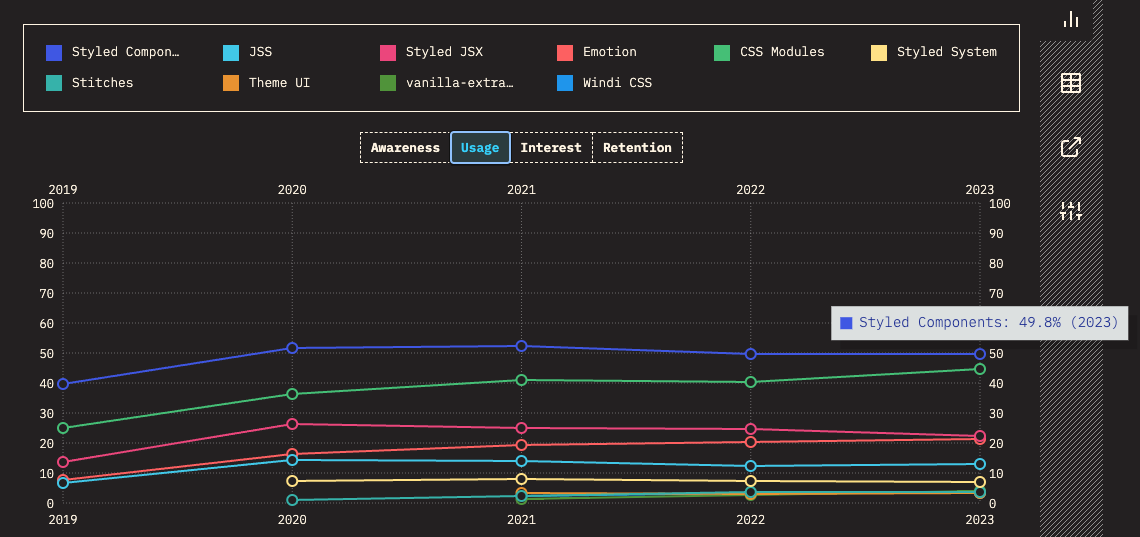 Styled Compon… JSS Styled JSX Emotion CSS Modules Styled System
Stitches Theme UI vanilla-extra… Windi CSS
Awareness Usage Interest Retention
2019 2020 2021 2022 2023
100 100
90 90
80 80
70 70
60
Styled Components: 49.8% (2023)
50 50
40 40
30 30
20 20
10 10
0 0
2019 2020 2021 2022 2023